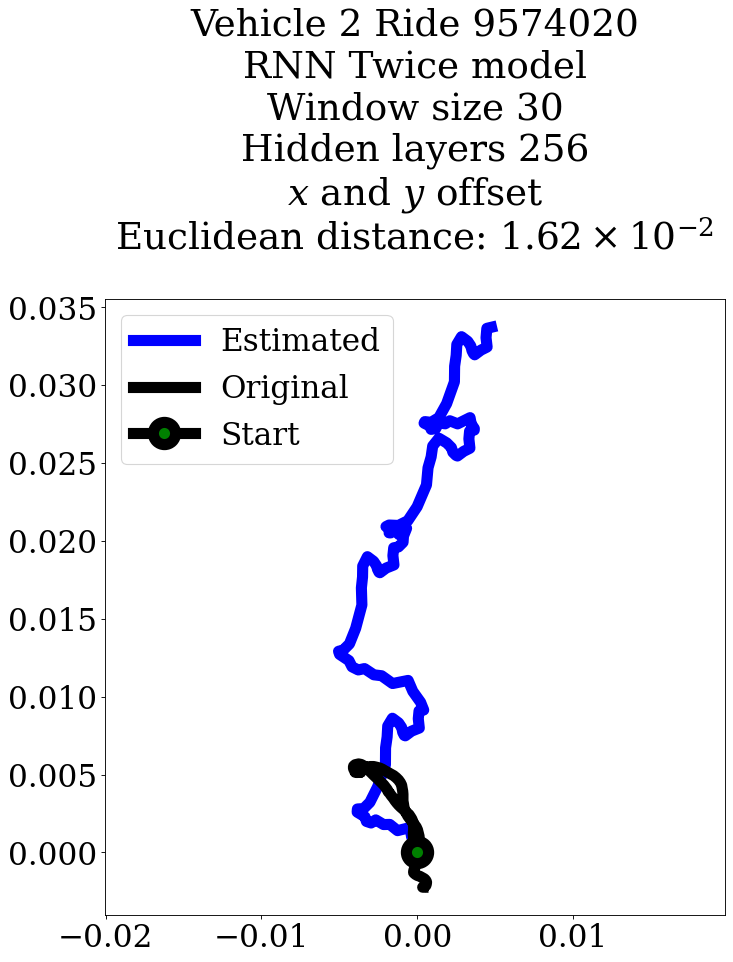 Vehicle 2 Ride 9574020
RNN Twice model
Window size 30
Hidden layers 256
x and y offset
Euclidean distance: 1.62 × 10⁻²
Estimated
Original
Start
0.035
0.030
0.025
0.020
0.015
0.010
0.005
0.000
−0.02 −0.01 0.00 0.01